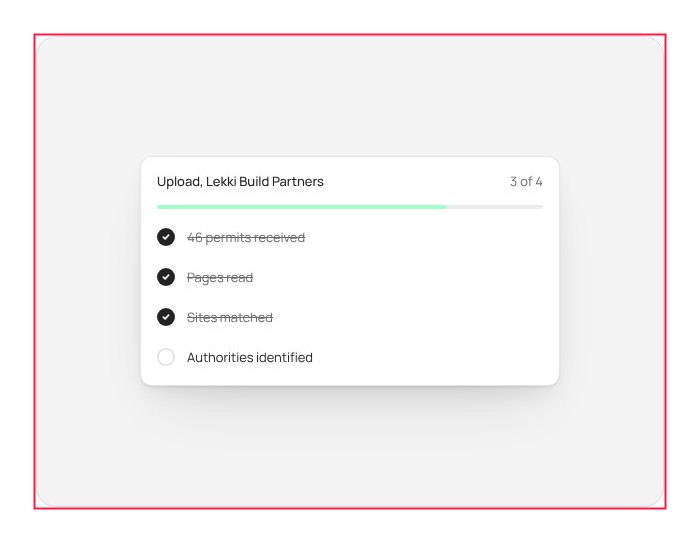 Upload, Lekki Build Partners
3 of 4
46 permits received
Pages read
Sites matched
Authorities identified